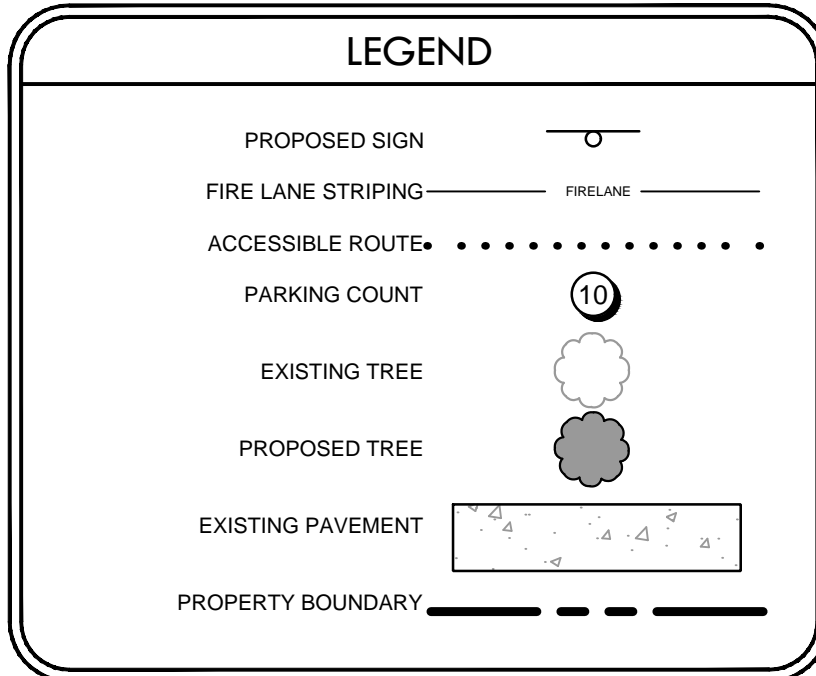 LEGEND
PROPOSED SIGN
FIRE LANE STRIPING FIRELANE
ACCESSIBLE ROUTE
PARKING COUNT 10
EXISTING TREE
PROPOSED TREE
EXISTING PAVEMENT
PROPERTY BOUNDARY